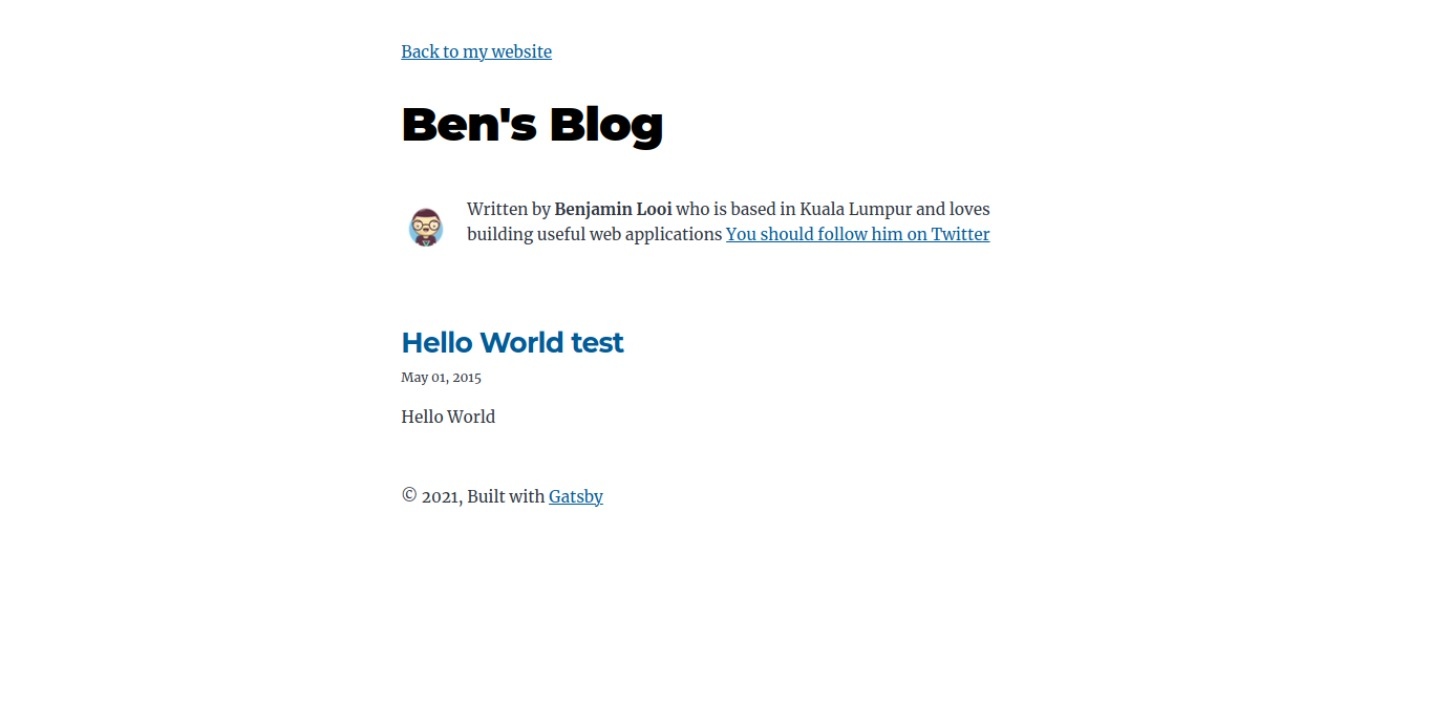 Back to my website
Ben's Blog
Written by Benjamin Looi who is based in Kuala Lumpur and loves
building useful web applications You should follow him on Twitter
Hello World test
May 01, 2015
Hello World
© 2021, Built with Gatsby